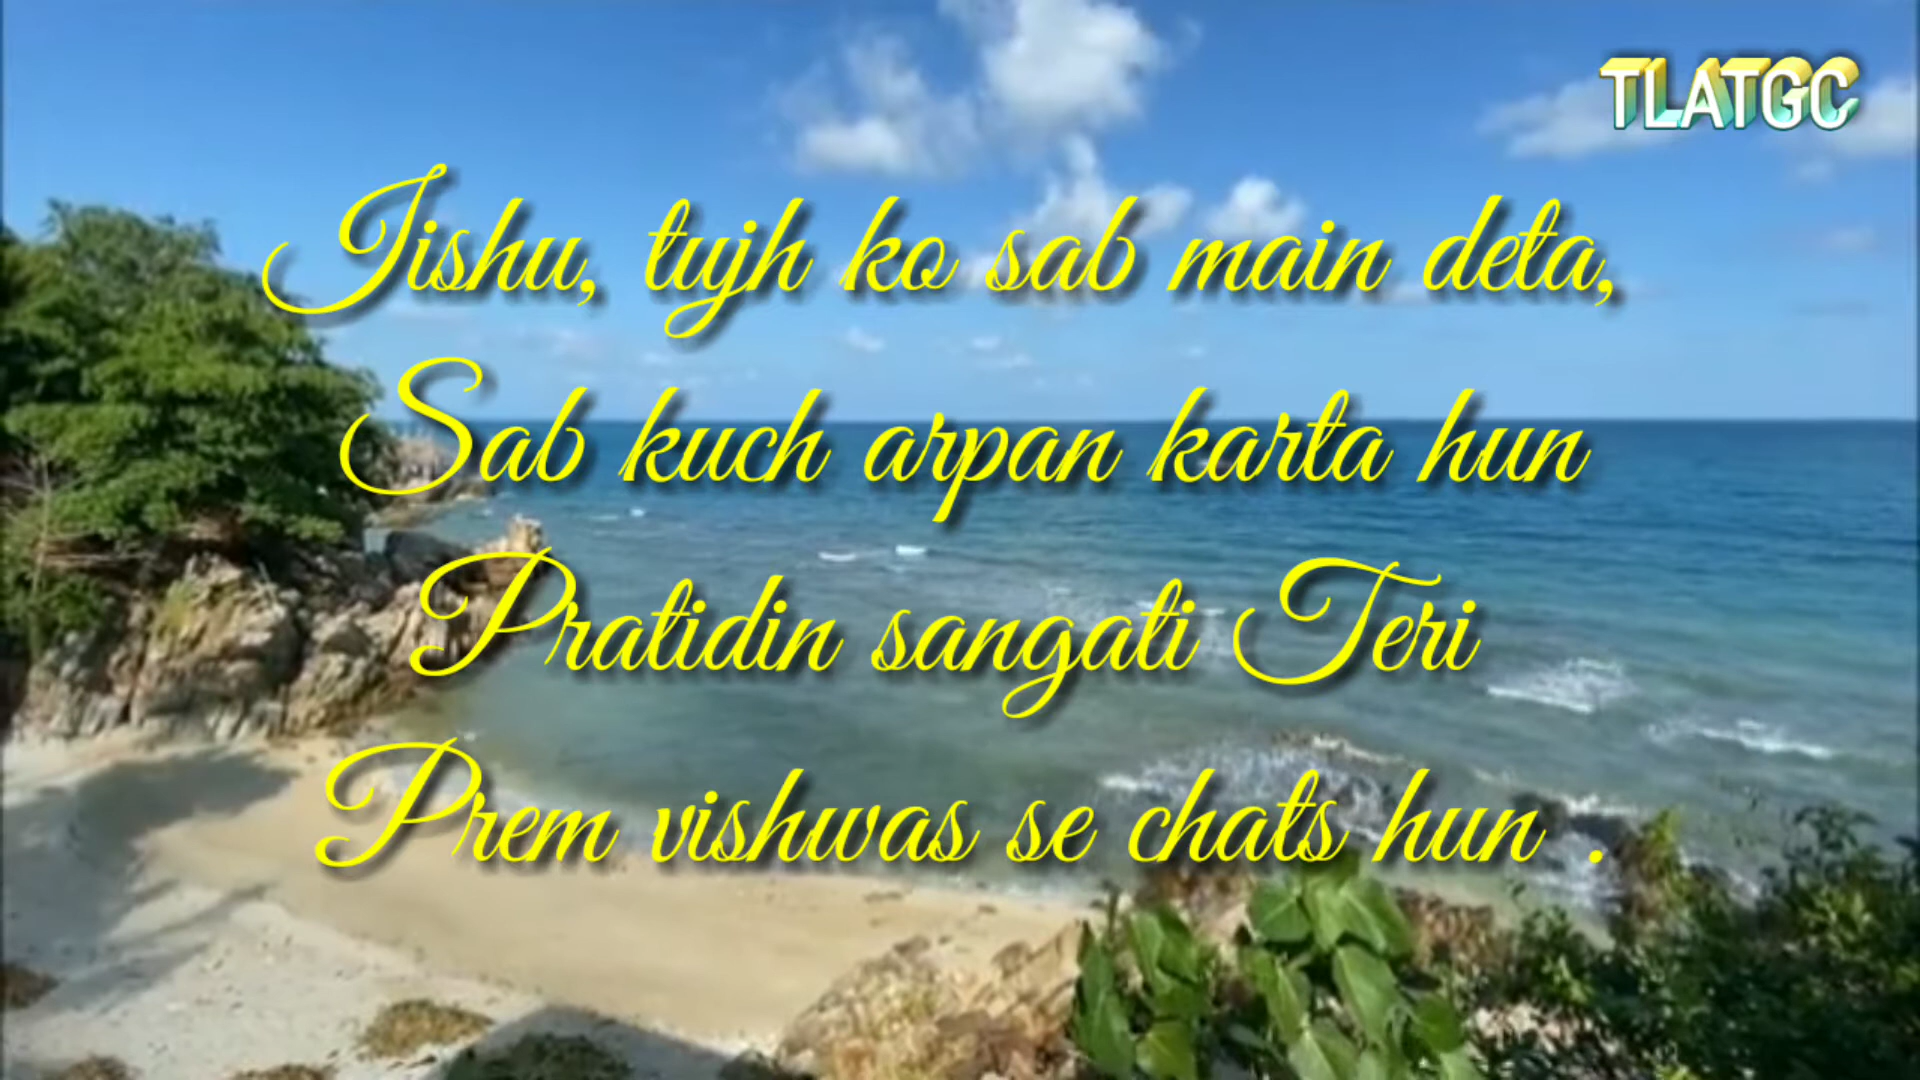 TLATGC
Iishu, tujh ko sab main deta,
Sab kuch arpan karta hun
Pratidin sangati Teri
Prem vishwas se chats hun .